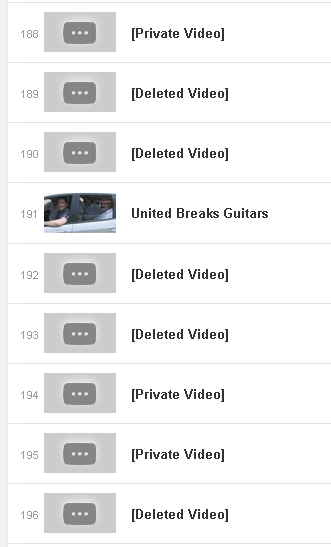 188 [Private Video]
189 [Deleted Video]
190 [Deleted Video]
191 United Breaks Guitars
192 [Deleted Video]
193 [Deleted Video]
194 [Private Video]
195 [Private Video]
196 [Deleted Video]